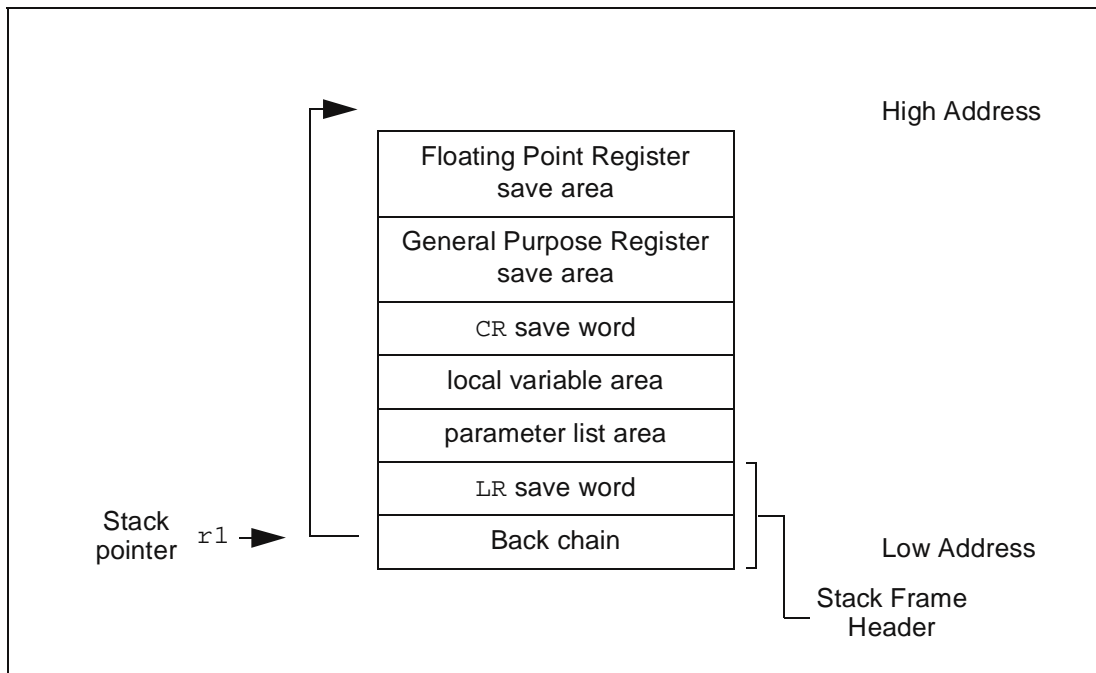 High Address
Floating Point Register
save area
General Purpose Register
save area
CR save word
local variable area
parameter list area
LR save word
Stack
pointer
r1
Back chain
Low Address
Stack Frame
Header